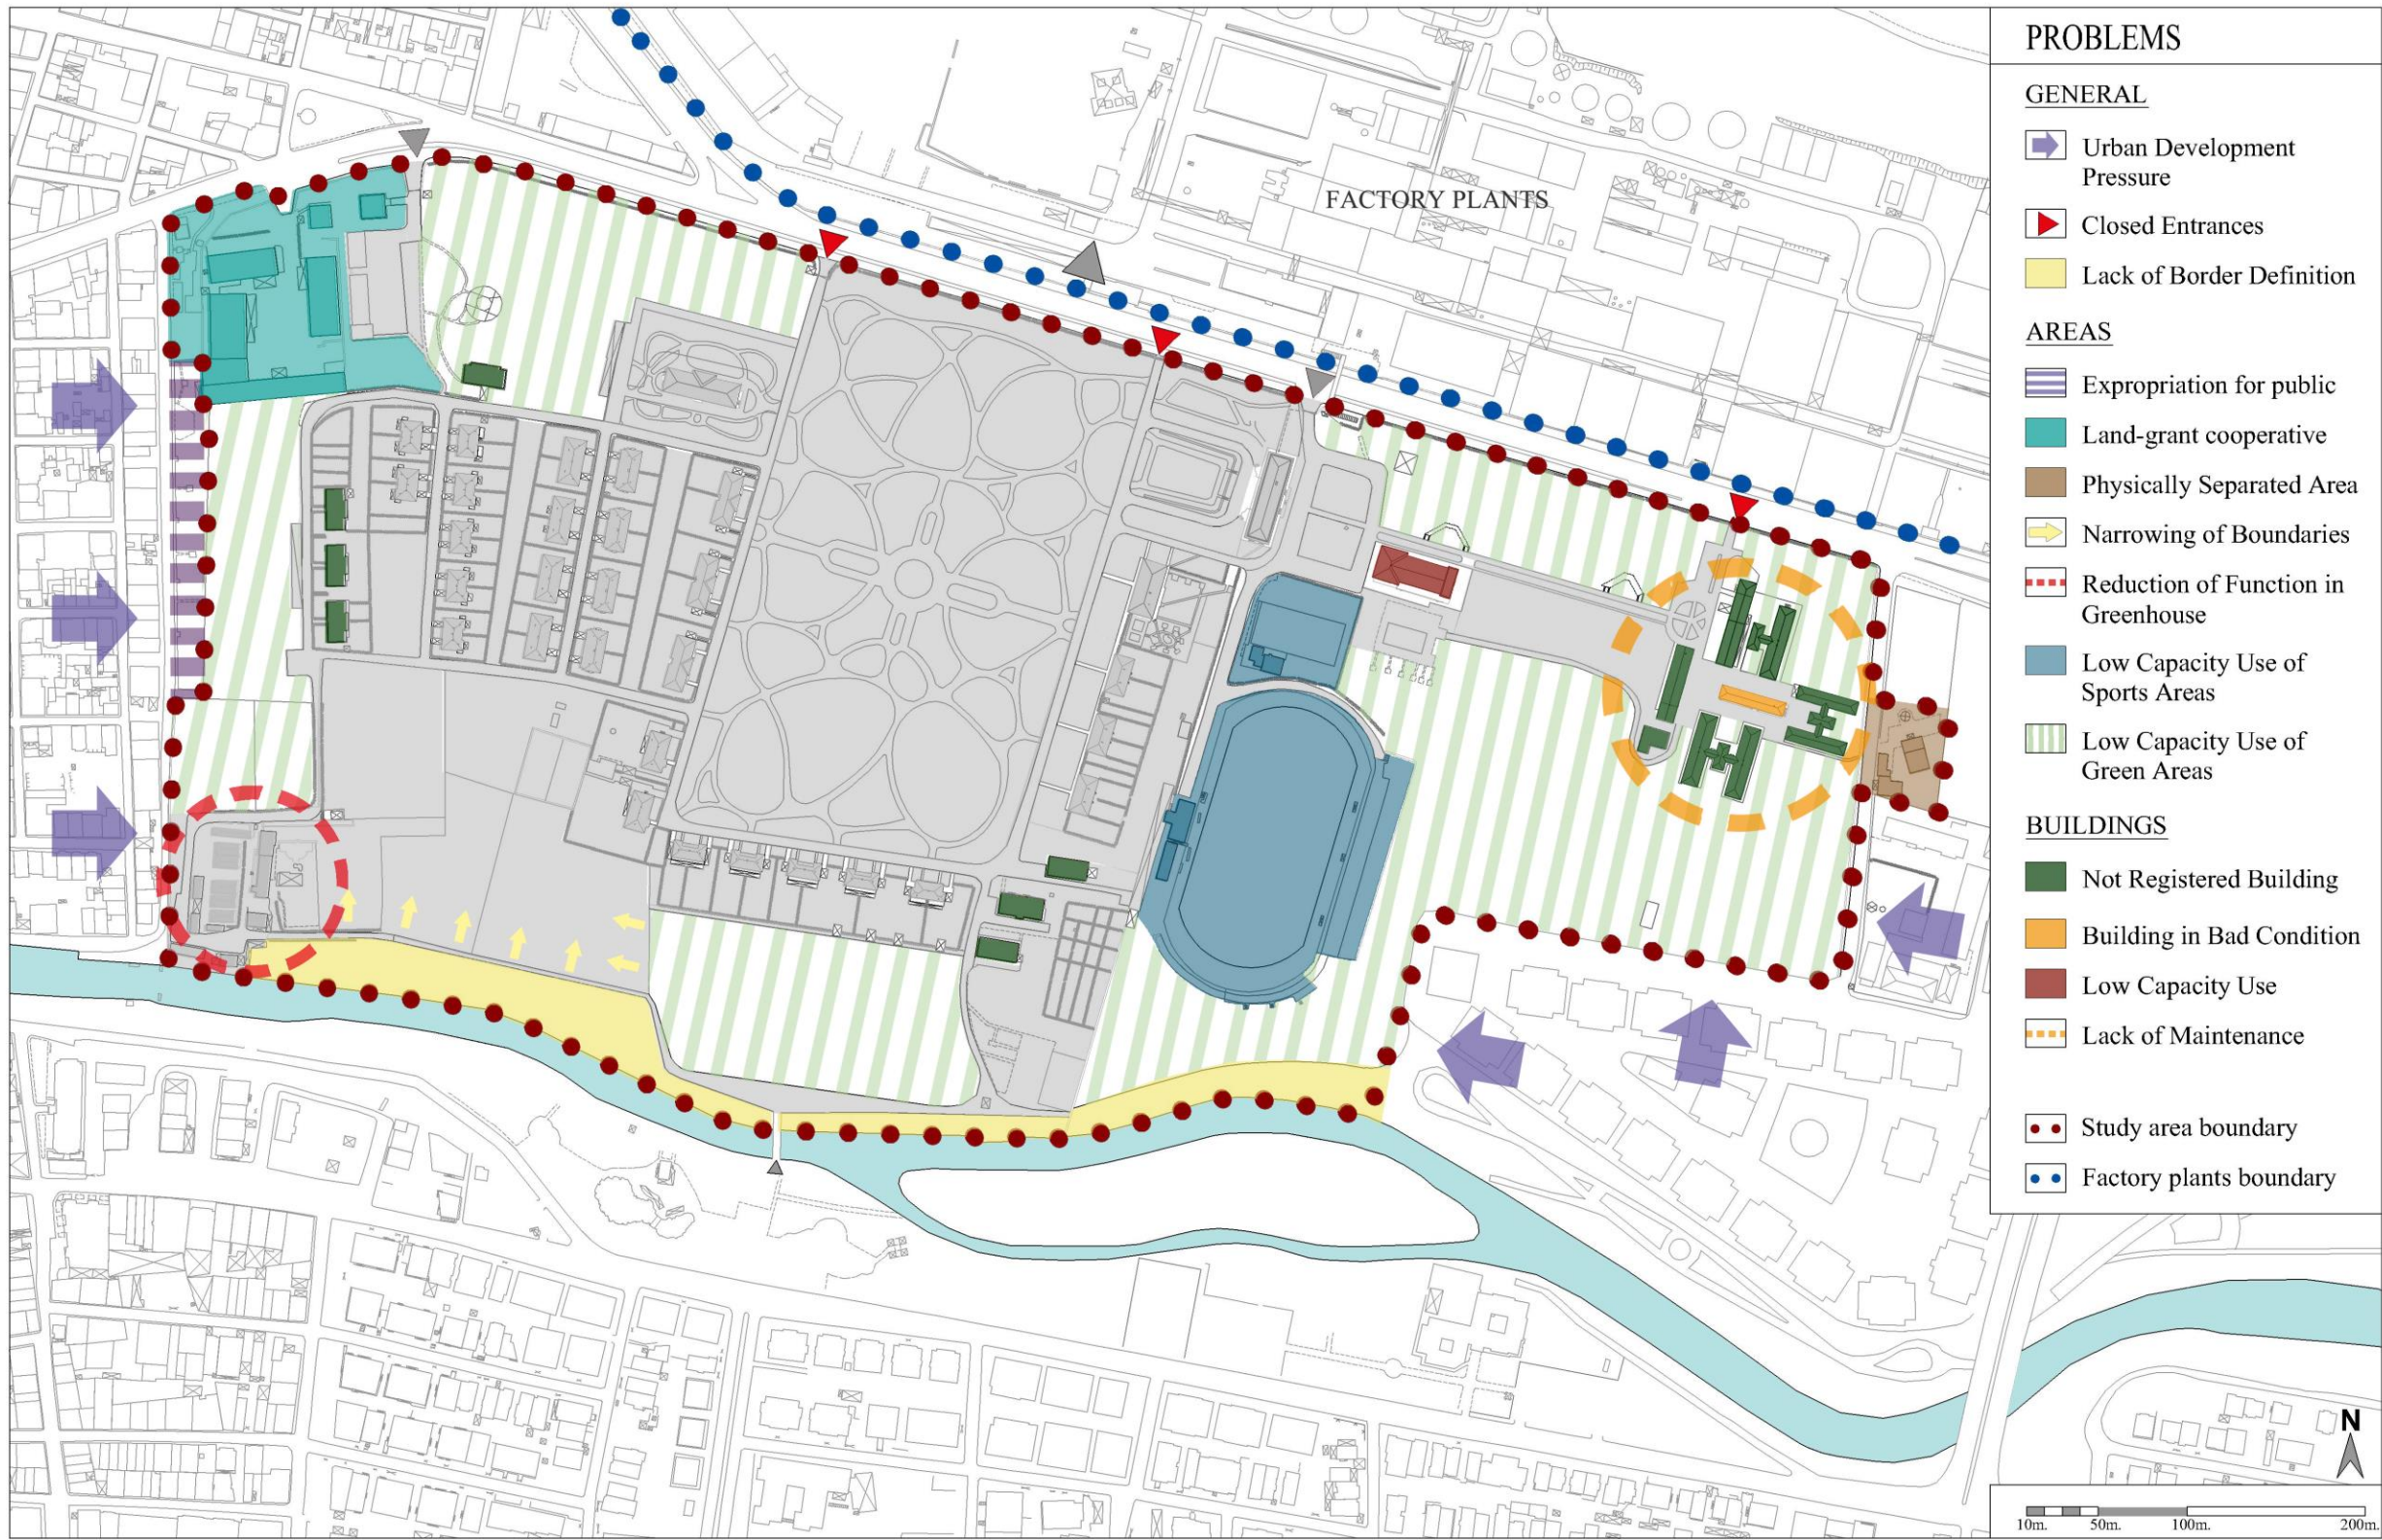 FACTORY PLANTS
PROBLEMS
GENERAL
Urban Development
Pressure
Closed Entrances
Lack of Border Definition
AREAS
Expropriation for public
Land-grant cooperative
Physically Separated Area
Narrowing of Boundaries
Reduction of Function in
Greenhouse
Low Capacity Use of
Sports Areas
Low Capacity Use of
Green Areas
BUILDINGS
Not Registered Building
Building in Bad Condition
Low Capacity Use
Lack of Maintenance
Study area boundary
Factory plants boundary
N
10m. 50m. 100m. 200m.